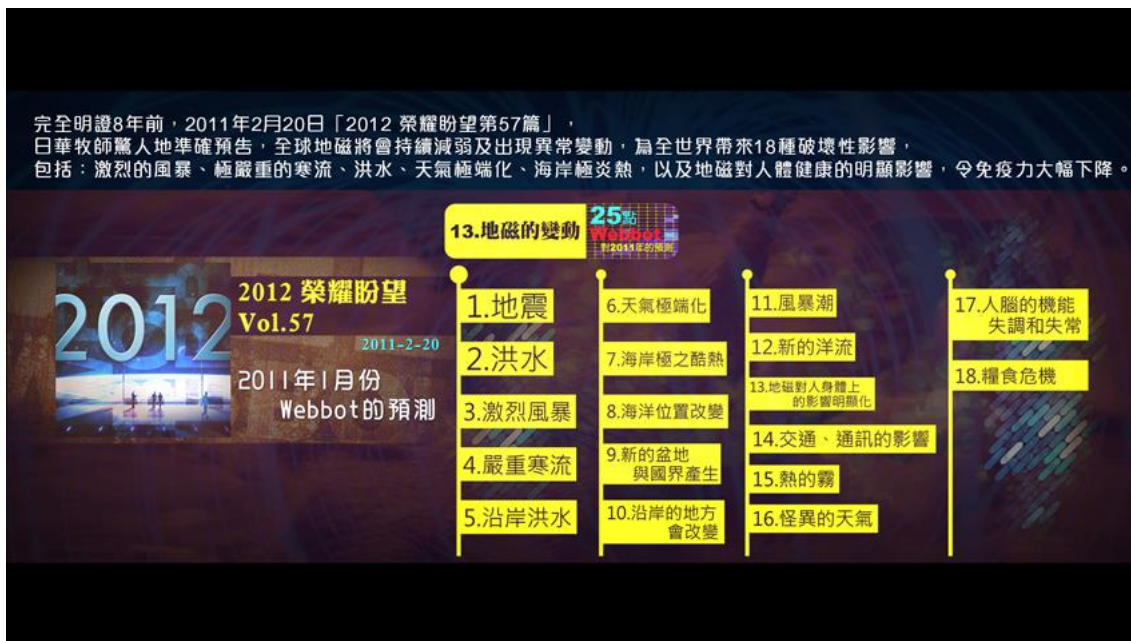 完全明證8年前,2011年2月20日「2012 榮耀盼望第57篇」,
日華牧師驚人地準確預告,全球地磁將會持續減弱及出現異常變動,為全世界帶來18種破壞性影響,
包括:激烈的風暴、極嚴重的寒流、洪水、天氣極端化、海岸極炎熱,以及地磁對人體健康的明顯影響,令免疫力大幅下降。
13.地磁的變動
25點
Webbot
對2011年的預測
2012
2012 榮耀盼望
Vol.57
2011-2-20
2011年1月份
Webbot的預測
1.地震
2.洪水
3.激烈風暴
4.嚴重寒流
5.沿岸洪水
6.天氣極端化
7.海岸極之酷熱
8.海洋位置改變
9.新的盆地
與國界產生
10.沿岸的地方
會改變
11.風暴潮
12.新的洋流
13.地磁對人身體上
的影響明顯化
14.交通、通訊的影響
15.熱的霧
16.怪異的天氣
17.人腦的機能
失調和失常
18.糧食危機